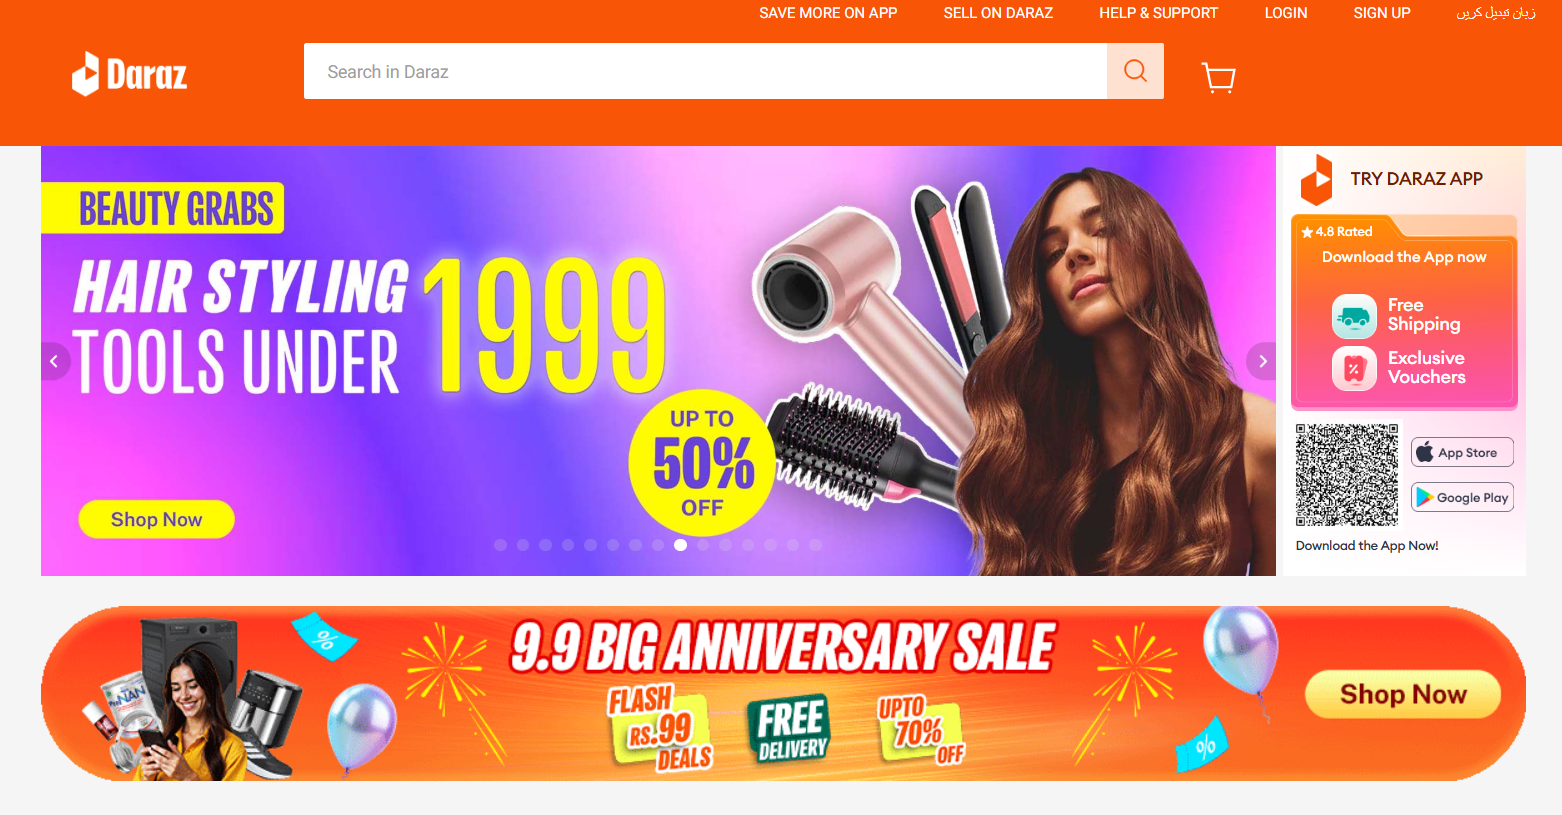 SAVE MORE ON APP
SELL ON DARAZ
HELP & SUPPORT
LOGIN
SIGN UP
زبان تبدیل کریں
Daraz
Search in Daraz
BEAUTY GRABS
HAIR STYLING
TOOLS UNDER
1999
UP TO
50%
OFF
Shop Now
TRY DARAZ APP
4.8 Rated
Download the App now
Free
Shipping
Exclusive
Vouchers
App Store
Google Play
Download the App Now!
9.9 BIG ANNIVERSARY SALE
FLASH
RS.99
DEALS
FREE
DELIVERY
UPTO
70%
OFF
Shop Now
%
%
NAN